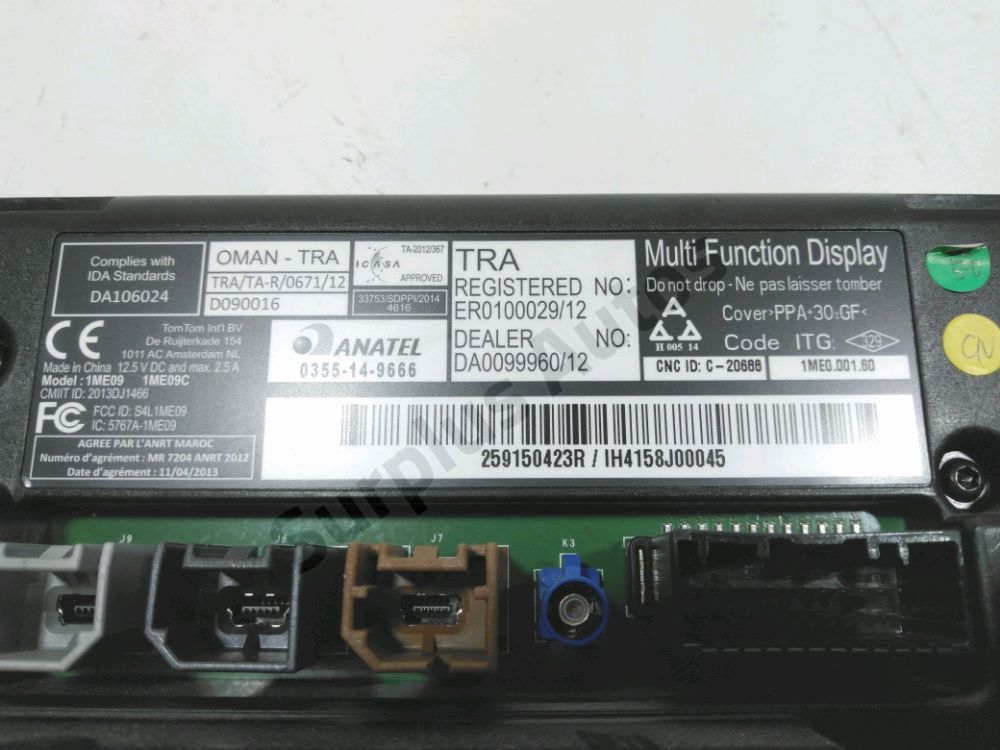 Complies with
IDA Standards
DA106024
OMAN - TRA
TRA/TA-R/0671/12
D090016
TA-2012/367
ICASA
APPROVED
33753/SDPPI/2014
4616
TRA
REGISTERED NO:
ER0100029/12
DEALER NO:
DA0099960/12
Multi Function Display
Do not drop - Ne pas laisser tomber
Cover>PPA+30%GF<
H 005 14
Code ITG: 329
CNC ID: C-20688
1ME0.001.60
CE
TomTom Int'l BV
De Ruijterkade 154
1011 AC Amsterdam NL
Made in China 12.5 V DC and max. 2.5 A
Model: 1ME09 1ME09C
CMIIT ID: 2013DJ1466
FC
FCC ID: S4L1ME09
IC: 5767A-1ME09
AGREE PAR L'ANRT MAROC
Numéro d'agrément : MR 7204 ANRT 2012
Date d'agrément : 11/04/2013
ANATEL
0355-14-9666
259150423R / IH4158J00045
CN
J9
J8
J7
K3
Surplus Autos